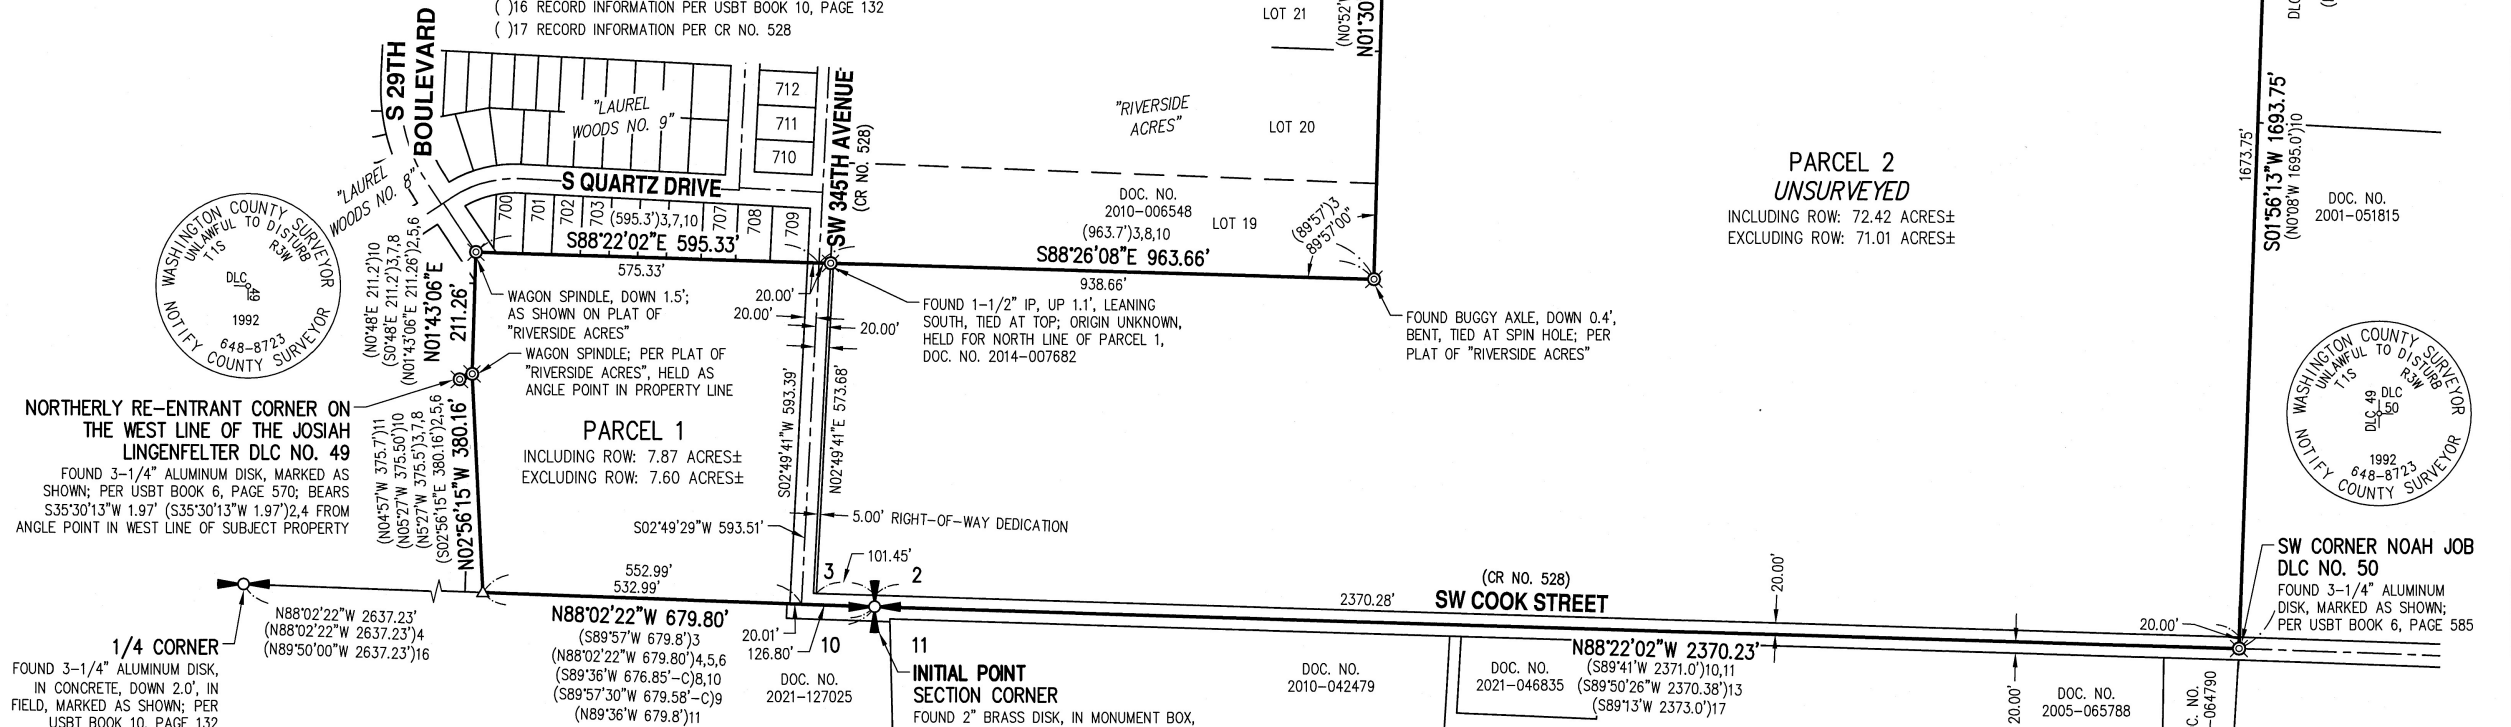 ( )16 RECORD INFORMATION PER USBT BOOK 10, PAGE 132
( )17 RECORD INFORMATION PER CR NO. 528
S 29TH
BOULEVARD
"LAUREL
WOODS NO. 9"
712
711
710
SW 345TH AVENUE
(CR NO. 528)
LOT 21
(N0°52'
N01°30
"RIVERSIDE
ACRES"
LOT 20
"LAUREL
WOODS NO. 8"
S QUARTZ DRIVE
700
701
702
703
(595.3')3,7,10
707
708
709
S88°22'02"E 595.33'
575.33'
DOC. NO.
2010-006548
(963.7')3,8,10
LOT 19
S88°26'08"E 963.66'
938.66'
(89°57')3
89°57'00"
PARCEL 2
UNSURVEYED
INCLUDING ROW: 72.42 ACRES±
EXCLUDING ROW: 71.01 ACRES±
1673.75'
S01°56'13"W 1693.75'
(N0°08'W 1695.0')10
DOC. NO.
2001-051815
WASHINGTON COUNTY SURVEYOR
UNLAWFUL TO DISTURB
T1S
R3W
DLC
49
1992
648-8723
NOTIFY COUNTY SURVEYOR
(N0°48'E 211.2')10
(S0°48'E 211.2')3,7,8
(N01°43'06"E 211.26')2,5,6
N01°43'06"E
211.26'
WAGON SPINDLE, DOWN 1.5';
AS SHOWN ON PLAT OF
"RIVERSIDE ACRES"
WAGON SPINDLE; PER PLAT OF
"RIVERSIDE ACRES", HELD AS
ANGLE POINT IN PROPERTY LINE
20.00'
20.00'
20.00'
FOUND 1-1/2" IP, UP 1.1', LEANING
SOUTH, TIED AT TOP; ORIGIN UNKNOWN,
HELD FOR NORTH LINE OF PARCEL 1,
DOC. NO. 2014-007682
FOUND BUGGY AXLE, DOWN 0.4',
BENT, TIED AT SPIN HOLE; PER
PLAT OF "RIVERSIDE ACRES"
WASHINGTON COUNTY SURVEYOR
UNLAWFUL TO DISTURB
T1S
R3W
DLC 49
DLC
50
1992
648-8723
NOTIFY COUNTY SURVEYOR
NORTHERLY RE-ENTRANT CORNER ON
THE WEST LINE OF THE JOSIAH
LINGENFELTER DLC NO. 49
FOUND 3-1/4" ALUMINUM DISK, MARKED AS
SHOWN; PER USBT BOOK 6, PAGE 570; BEARS
S35°30'13"W 1.97' (S35°30'13"W 1.97')2,4 FROM
ANGLE POINT IN WEST LINE OF SUBJECT PROPERTY
(N04°57'W 375.7')11
(N05°27'W 375.50')10
(N5°27'W 375.5')3,7,8
(S02°56'15"E 380.16')2,5,6
N02°56'15"W 380.16'
PARCEL 1
INCLUDING ROW: 7.87 ACRES±
EXCLUDING ROW: 7.60 ACRES±
S02°49'41"W 593.39'
N02°49'41"E 573.68'
S02°49'29"W 593.51'
5.00' RIGHT-OF-WAY DEDICATION
101.45'
3
2
552.99'
532.99'
N88°02'22"W 2637.23'
(N88°02'22"W 2637.23')4
(N89°50'00"W 2637.23')16
1/4 CORNER
FOUND 3-1/4" ALUMINUM DISK,
IN CONCRETE, DOWN 2.0', IN
FIELD, MARKED AS SHOWN; PER
USBT BOOK 10, PAGE 132
N88°02'22"W 679.80'
(S89°57'W 679.8')3
(N88°02'22"W 679.80')4,5,6
(S89°36'W 676.85'-C)8,10
(S89°57'30"W 679.58'-C)9
(N89°36'W 679.8')11
20.01'
126.80'
10
11
DOC. NO.
2021-127025
INITIAL POINT
SECTION CORNER
FOUND 2" BRASS DISK, IN MONUMENT BOX,
DOC. NO.
2010-042479
2370.28'
(CR NO. 528)
SW COOK STREET
20.00'
DOC. NO.
2021-046835
N88°22'02"W 2370.23'
(S89°41'W 2371.0')10,11
(S89°50'26"W 2370.38')13
(S89°13'W 2373.0')17
20.00'
DOC. NO.
2005-065788
C. NO.
-064790
20.00'
SW CORNER NOAH JOB
DLC NO. 50
FOUND 3-1/4" ALUMINUM
DISK, MARKED AS SHOWN;
PER USBT BOOK 6, PAGE 585